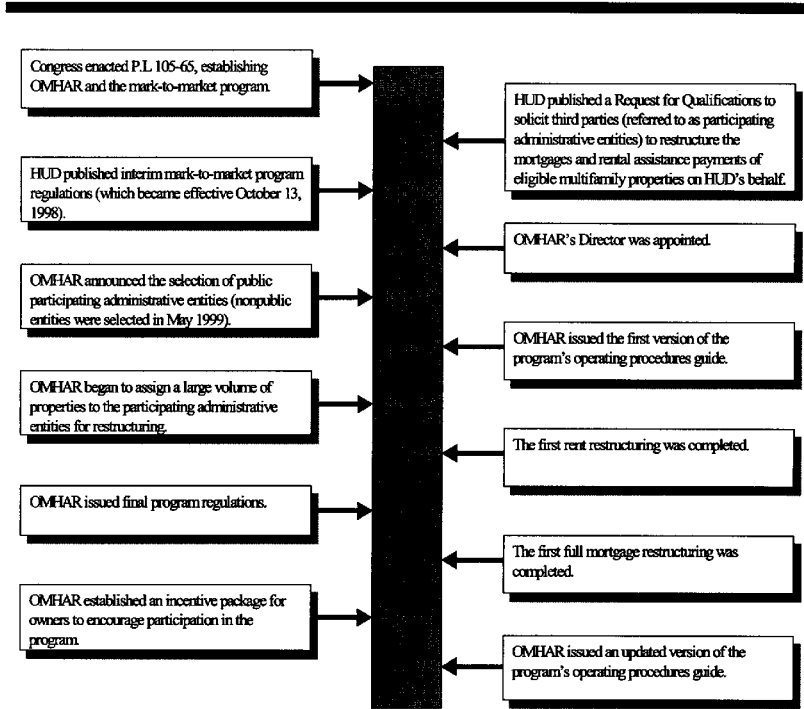 Congress enacted P.L 105-65, establishing
OMHAR and the mark-to-market program.
HUD published a Request for Qualifications to
solicit third parties (referred to as participating
administrative entities) to restructure the
mortgages and rental assistance payments of
eligible multifamily properties on HUD's behalf.
HUD published interim mark-to-market program
regulations (which became effective October 13,
1998).
OMHAR's Director was appointed.
OMHAR announced the selection of public
participating administrative entities (nonpublic
entities were selected in May 1999).
OMHAR issued the first version of the
program's operating procedures guide.
OMHAR began to assign a large volume of
properties to the participating administrative
entities for restructuring.
The first rent restructuring was completed.
OMHAR issued final program regulations.
The first full mortgage restructuring was
completed.
OMHAR established an incentive package for
owners to encourage participation in the
program.
OMHAR issued an updated version of the
program's operating procedures guide.